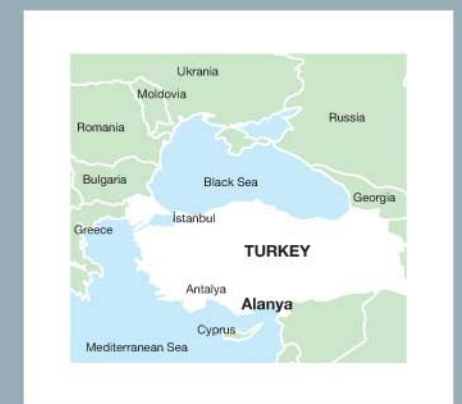 Ukrania
Moldovia
Russia
Romania
Bulgaria
Black Sea
Georgia
İstanbul
Greece
TURKEY
Antalya
Alanya
Cyprus
Mediterranean Sea